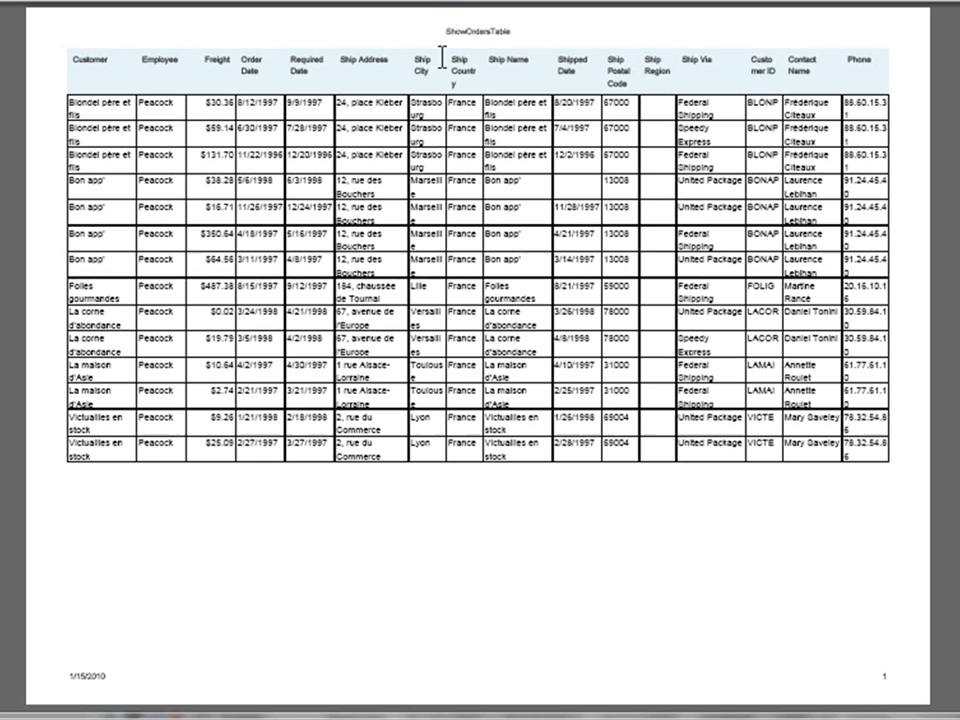 ShowOrdersTable
Customer Employee Freight Order Date Required Date Ship Address Ship City Ship Country Ship Name Shipped Date Ship Postal Code Ship Region Ship Via Customer ID Contact Name Phone
Blondel père et fils Peacock $30.36 8/12/1997 9/9/1997 24, place Kléber Strasbourg France Blondel père et fils 8/20/1997 67000 Federal Shipping BLONP Frédérique Citeaux 88.60.15.31
Blondel père et fils Peacock $59.14 6/30/1997 7/28/1997 24, place Kléber Strasbourg France Blondel père et fils 7/4/1997 67000 Speedy Express BLONP Frédérique Citeaux 88.60.15.31
Blondel père et fils Peacock $131.70 11/22/1996 12/20/1996 24, place Kléber Strasbourg France Blondel père et fils 12/2/1996 67000 Federal Shipping BLONP Frédérique Citeaux 88.60.15.31
Bon app' Peacock $38.28 5/6/1998 6/3/1998 12, rue des Bouchers Marseille France Bon app' 13008 United Package BONAP Laurence Lebihan 91.24.45.40
Bon app' Peacock $16.71 11/26/1997 12/24/1997 12, rue des Bouchers Marseille France Bon app' 11/28/1997 13008 United Package BONAP Laurence Lebihan 91.24.45.40
Bon app' Peacock $350.64 4/18/1997 5/16/1997 12, rue des Bouchers Marseille France Bon app' 4/21/1997 13008 Federal Shipping BONAP Laurence Lebihan 91.24.45.40
Bon app' Peacock $64.56 3/11/1997 4/8/1997 12, rue des Bouchers Marseille France Bon app' 3/14/1997 13008 United Package BONAP Laurence Lebihan 91.24.45.40
Folies gourmandes Peacock $487.38 8/15/1997 9/12/1997 184, chaussée de Tournai Lille France Folies gourmandes 8/21/1997 59000 Federal Shipping FOLIG Martine Rancé 20.16.10.16
La corne d'abondance Peacock $0.02 3/24/1998 4/21/1998 67, avenue de l'Europe Versailles France La corne d'abondance 3/26/1998 78000 United Package LACOR Daniel Tonini 30.59.84.10
La corne d'abondance Peacock $19.79 3/5/1998 4/2/1998 67, avenue de l'Europe Versailles France La corne d'abondance 4/8/1998 78000 Speedy Express LACOR Daniel Tonini 30.59.84.10
La maison d'Asie Peacock $10.64 4/2/1997 4/30/1997 1 rue Alsace-Lorraine Toulouse France La maison d'Asie 4/10/1997 31000 Federal Shipping LAMAI Annette Roulet 61.77.61.10
La maison d'Asie Peacock $2.74 2/21/1997 3/21/1997 1 rue Alsace-Lorraine Toulouse France La maison d'Asie 2/25/1997 31000 Federal Shipping LAMAI Annette Roulet 61.77.61.10
Victuailles en stock Peacock $9.26 1/21/1998 2/18/1998 2, rue du Commerce Lyon France Victuailles en stock 1/26/1998 69004 United Package VICTE Mary Saveley 78.32.54.86
Victuailles en stock Peacock $25.09 2/27/1997 3/27/1997 2, rue du Commerce Lyon France Victuailles en stock 2/28/1997 69004 United Package VICTE Mary Saveley 78.32.54.86
1/15/2010 1